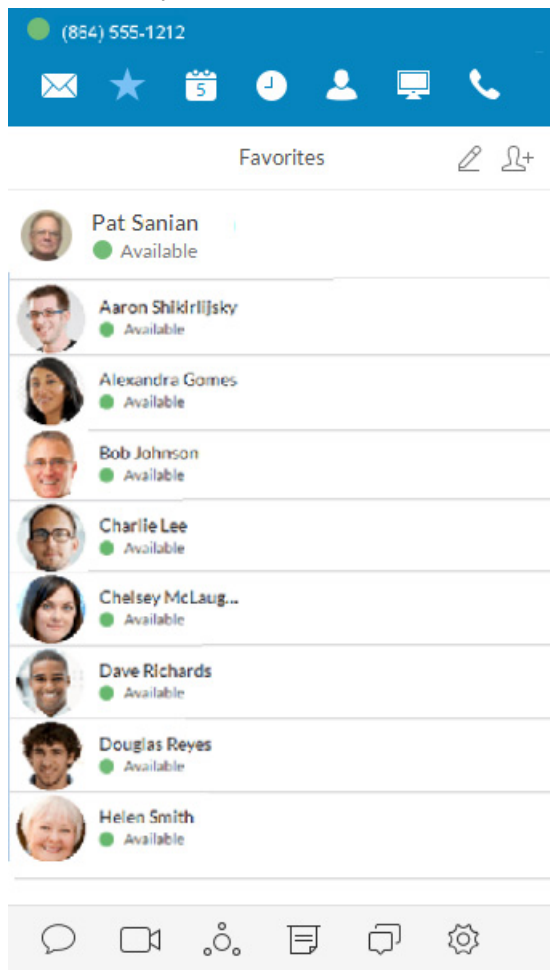 (864) 555-1212
5
Favorites
Pat Sanian
Available
Aaron Shikirlijsky
Available
Alexandra Gomes
Available
Bob Johnson
Available
Charlie Lee
Available
Chelsey McLaug...
Available
Dave Richards
Available
Douglas Reyes
Available
Helen Smith
Available